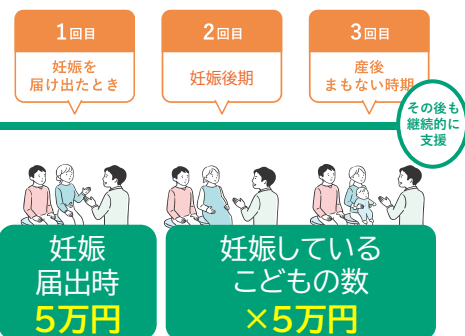 1回目
妊娠を
届け出たとき
2回目
妊娠後期
3回目
産後
まもない時期
その後も
継続的に
支援
妊娠
届出時
5万円
妊娠している
こどもの数
×5万円